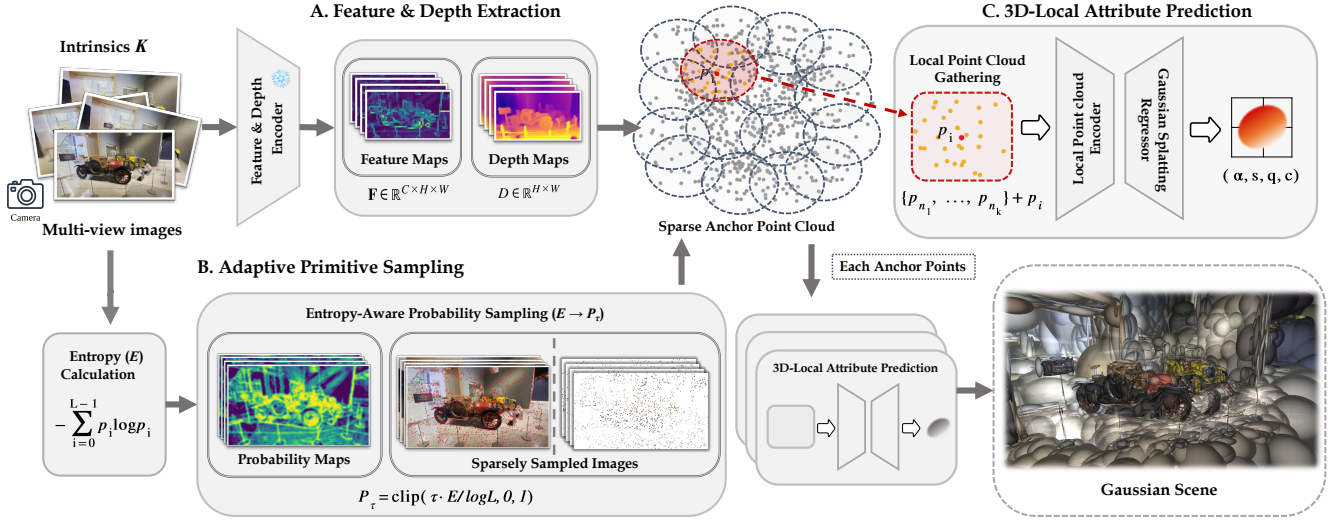 A. Feature & Depth Extraction
C. 3D-Local Attribute Prediction
Intrinsics K
Feature & Depth
Encoder
Feature Maps
Depth Maps
F ∈ ℝ^{C×H×W}
D ∈ ℝ^{H×W}
Camera
Multi-view images
p
Sparse Anchor Point Cloud
Local Point Cloud
Gathering
p_i
{p_{n_1}, …, p_{n_k}} + p_i
Local Point cloud
Encoder
Gaussian Splatting
Regressor
( α, s, q, c)
B. Adaptive Primitive Sampling
Each Anchor Points
Entropy (E)
Calculation
L − 1
− ∑ p_i log p_i
i = 0
Entropy-Aware Probability Sampling (E → P_τ)
Probability Maps
Sparsely Sampled Images
P_τ = clip( τ · E/ logL, 0, 1)
3D-Local Attribute Prediction
Gaussian Scene